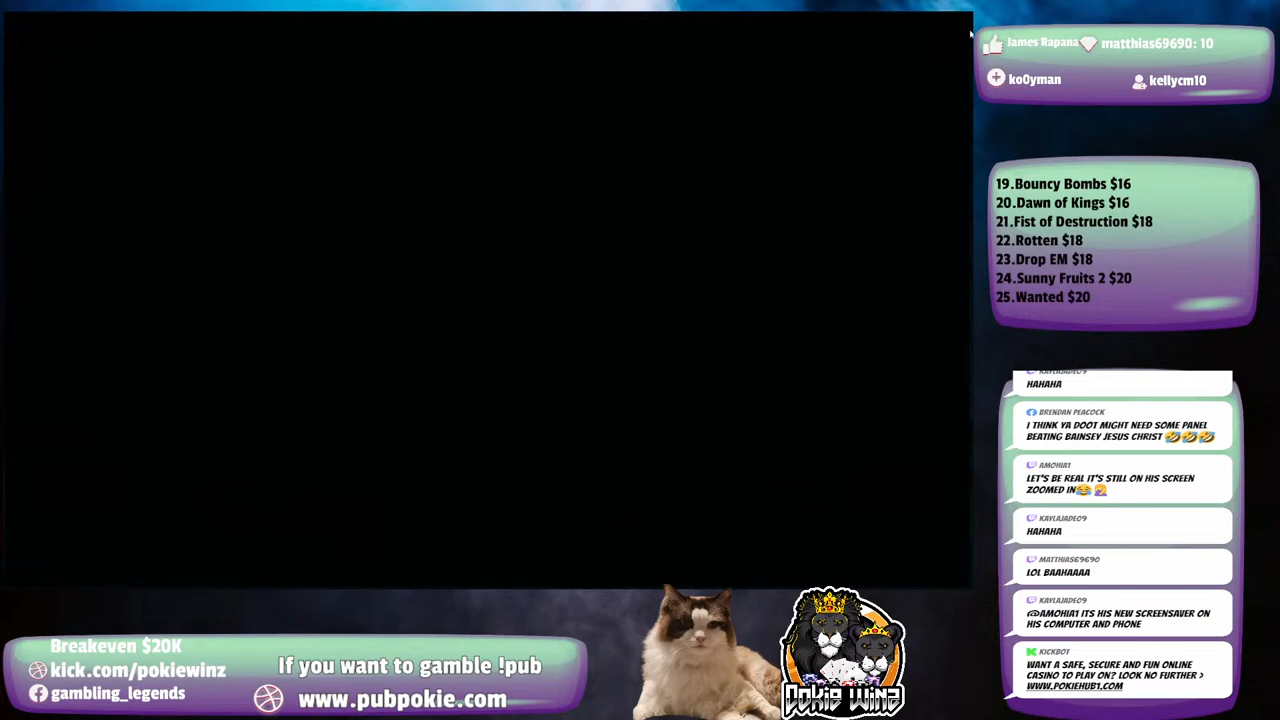 James Rapana
matthias69690: 10
ko0yman
kellycm10
19.Bouncy Bombs $16
20.Dawn of Kings $16
21.Fist of Destruction $18
22.Rotten $18
23.Drop EM $18
24.Sunny Fruits 2 $20
25.Wanted $20
KAYLAJADE09
HAHAHA
BRENDAN PEACOCK
I THINK YA DOOT MIGHT NEED SOME PANEL
BEATING BAINSEY JESUS CHRIST 🤣🤣🤣
AMOHIA1
LET'S BE REAL IT'S STILL ON HIS SCREEN
ZOOMED IN😂 🤦
KAYLAJADE09
HAHAHA
MATTHIAS69690
LOL BAAHAAAA
KAYLAJADE09
@AMOHIA1 ITS HIS NEW SCREENSAVER ON
HIS COMPUTER AND PHONE
KICKBOT
WANT A SAFE, SECURE AND FUN ONLINE
CASINO TO PLAY ON? LOOK NO FURTHER >
WWW.POKIEHUB1.COM
Breakeven $20K
kick.com/pokiewinz
gambling_legends
If you want to gamble !pub
www.pubpokie.com
Pokie Winz